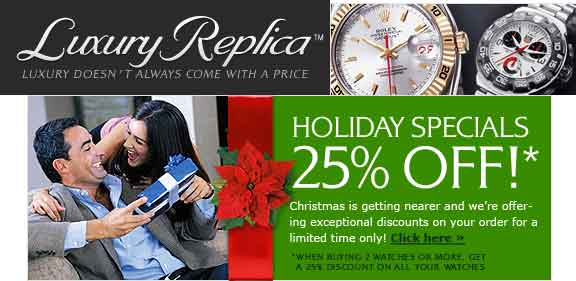 Luxury Replica™
LUXURY DOESN'T ALWAYS COME WITH A PRICE
ROLEX
HOLIDAY SPECIALS
25% OFF!*
Christmas is getting nearer and we're offer-
ing exceptional discounts on your order for a
limited time only! Click here »
*WHEN BUYING 2 WATCHES OR MORE, GET
A 25% DISCOUNT ON ALL YOUR WATCHES